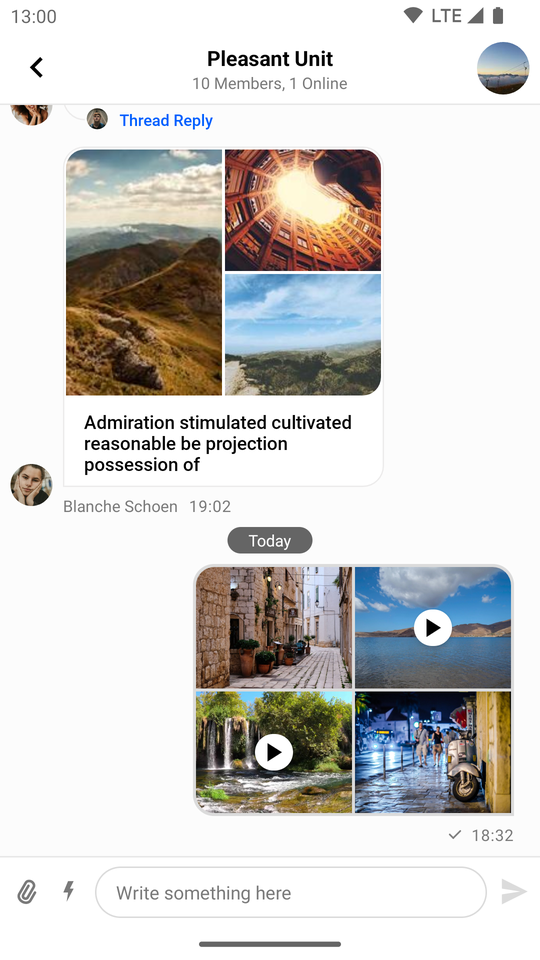 13:00
LTE
Pleasant Unit
10 Members, 1 Online
Thread Reply
Admiration stimulated cultivated
reasonable be projection
possession of
Blanche Schoen 19:02
Today
18:32
Write something here